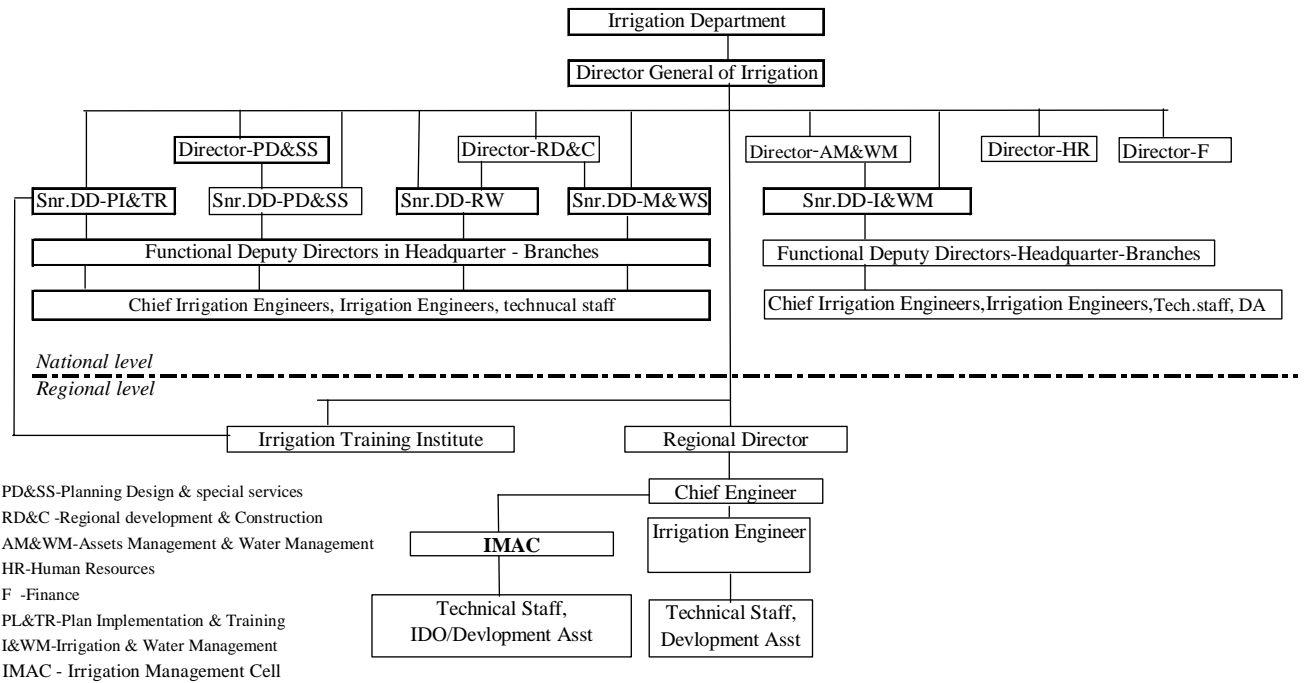 Irrigation Department
Director General of Irrigation
Director-PD&SS
Director-RD&C
Director-AM&WM
Director-HR
Director-F
Snr.DD-PI&TR
Snr.DD-PD&SS
Snr.DD-RW
Snr.DD-M&WS
Snr.DD-I&WM
Functional Deputy Directors in Headquarter - Branches
Functional Deputy Directors-Headquarter-Branches
Chief Irrigation Engineers, Irrigation Engineers, technucal staff
Chief Irrigation Engineers,Irrigation Engineers,Tech.staff, DA
National level
Regional level
Irrigation Training Institute
Regional Director
Chief Engineer
Irrigation Engineer
IMAC
Technical Staff,
IDO/Devlopment Asst
Technical Staff,
Devlopment Asst
PD&SS-Planning Design & special services
RD&C -Regional development & Construction
AM&WM-Assets Management & Water Management
HR-Human Resources
F -Finance
PL&TR-Plan Implementation & Training
I&WM-Irrigation & Water Management
IMAC - Irrigation Management Cell